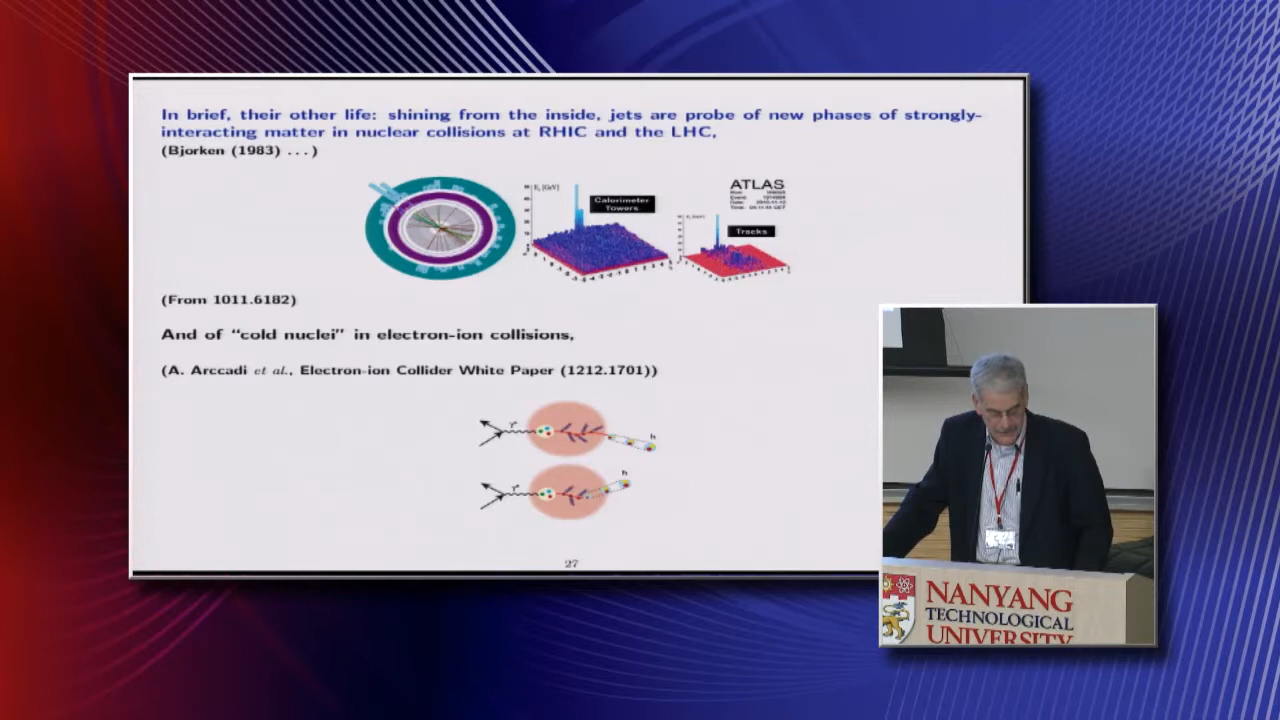 In brief, their other life: shining from the inside, jets are probe of new phases of strongly-
interacting matter in nuclear collisions at RHIC and the LHC,
(Bjorken (1983) . . . )
Calorimeter
Towers
ATLAS
Tracks
(From 1011.6182)
And of “cold nuclei” in electron-ion collisions,
(A. Arccadi et al., Electron-ion Collider White Paper (1212.1701))
h
h
27
NANYANG
TECHNOLOGICAL
UNIVERSITY